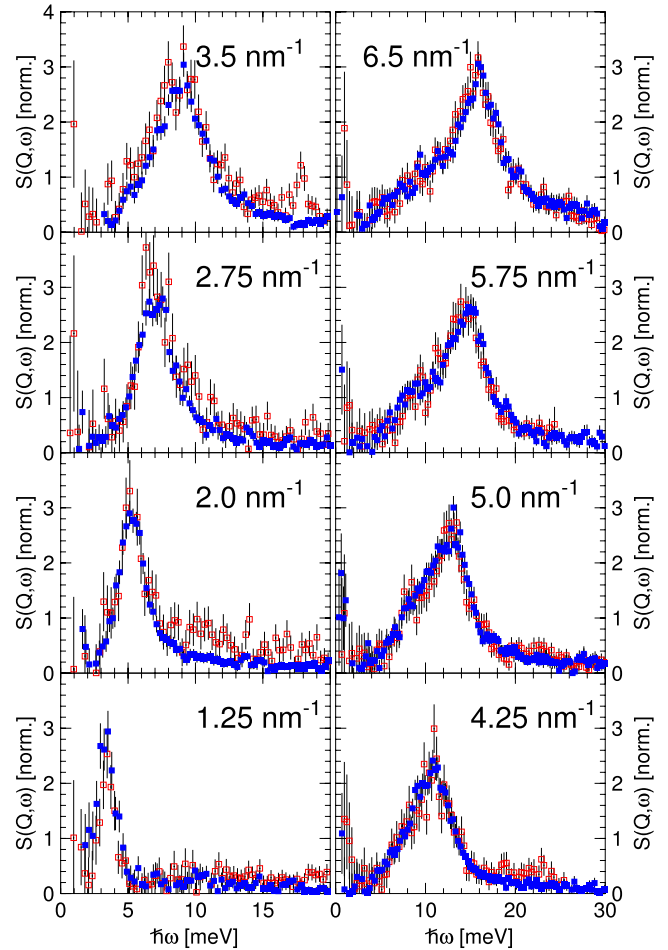 4
3
2
1
0
S(Q,ω) [norm.]
3.5 nm-1
6.5 nm-1
S(Q,ω) [norm.]
3
2
1
0
3
2
1
0
S(Q,ω) [norm.]
2.75 nm-1
5.75 nm-1
S(Q,ω) [norm.]
3
2
1
0
3
2
1
0
S(Q,ω) [norm.]
2.0 nm-1
5.0 nm-1
S(Q,ω) [norm.]
3
2
1
0
3
2
1
0
S(Q,ω) [norm.]
1.25 nm-1
4.25 nm-1
S(Q,ω) [norm.]
3
2
1
0
0 5 10 15 20
0 10 20 30
ħω [meV]
ħω [meV]